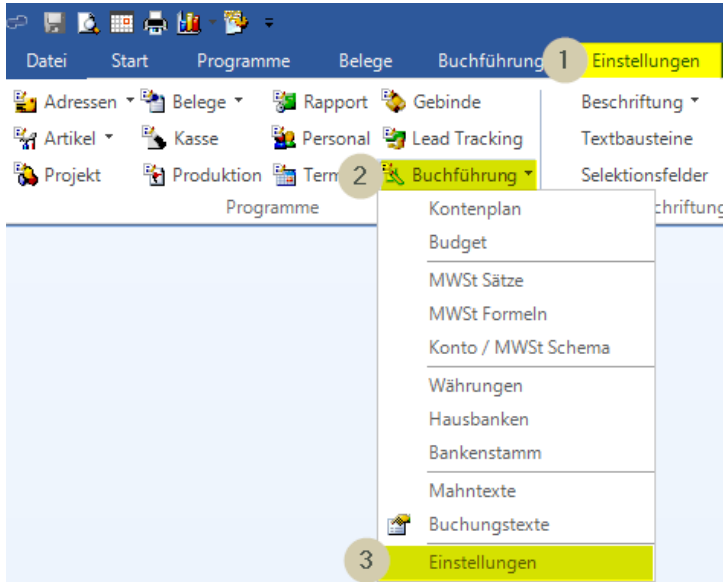 Datei Start Programme Belege Buchführung 1 Einstellungen
Adressen Belege Rapport Gebinde Beschriftung
Artikel Kasse Personal Lead Tracking Textbausteine
Projekt Produktion Term 2 Buchführung Selektionsfelder
Programme chriftung
Kontenplan
Budget
MWSt Sätze
MWSt Formeln
Konto / MWSt Schema
Währungen
Hausbanken
Bankenstamm
Mahntexte
Buchungstexte
3 Einstellungen